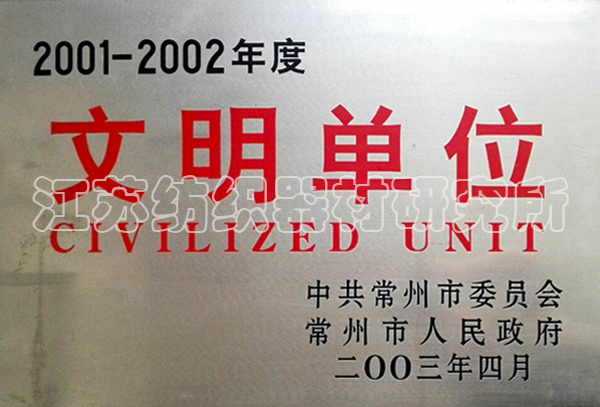 2001-2002年度
文明单位
江苏纺织器材研究所
CIVILIZED UNIT
中共常州市委员会
常州市人民政府
二〇〇三年四月